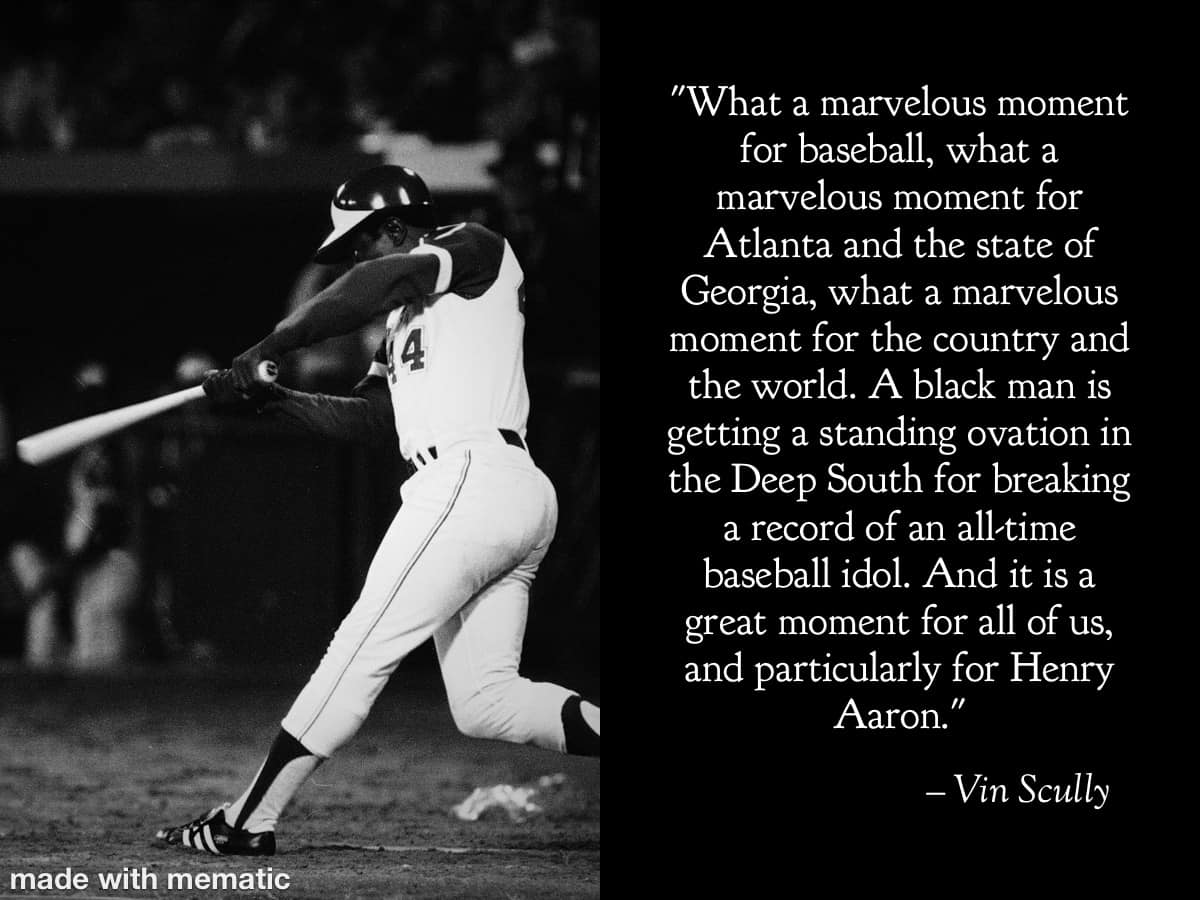 44
"What a marvelous moment
for baseball, what a
marvelous moment for
Atlanta and the state of
Georgia, what a marvelous
moment for the country and
the world. A black man is
getting a standing ovation in
the Deep South for breaking
a record of an all-time
baseball idol. And it is a
great moment for all of us,
and particularly for Henry
Aaron."
– Vin Scully
made with mematic